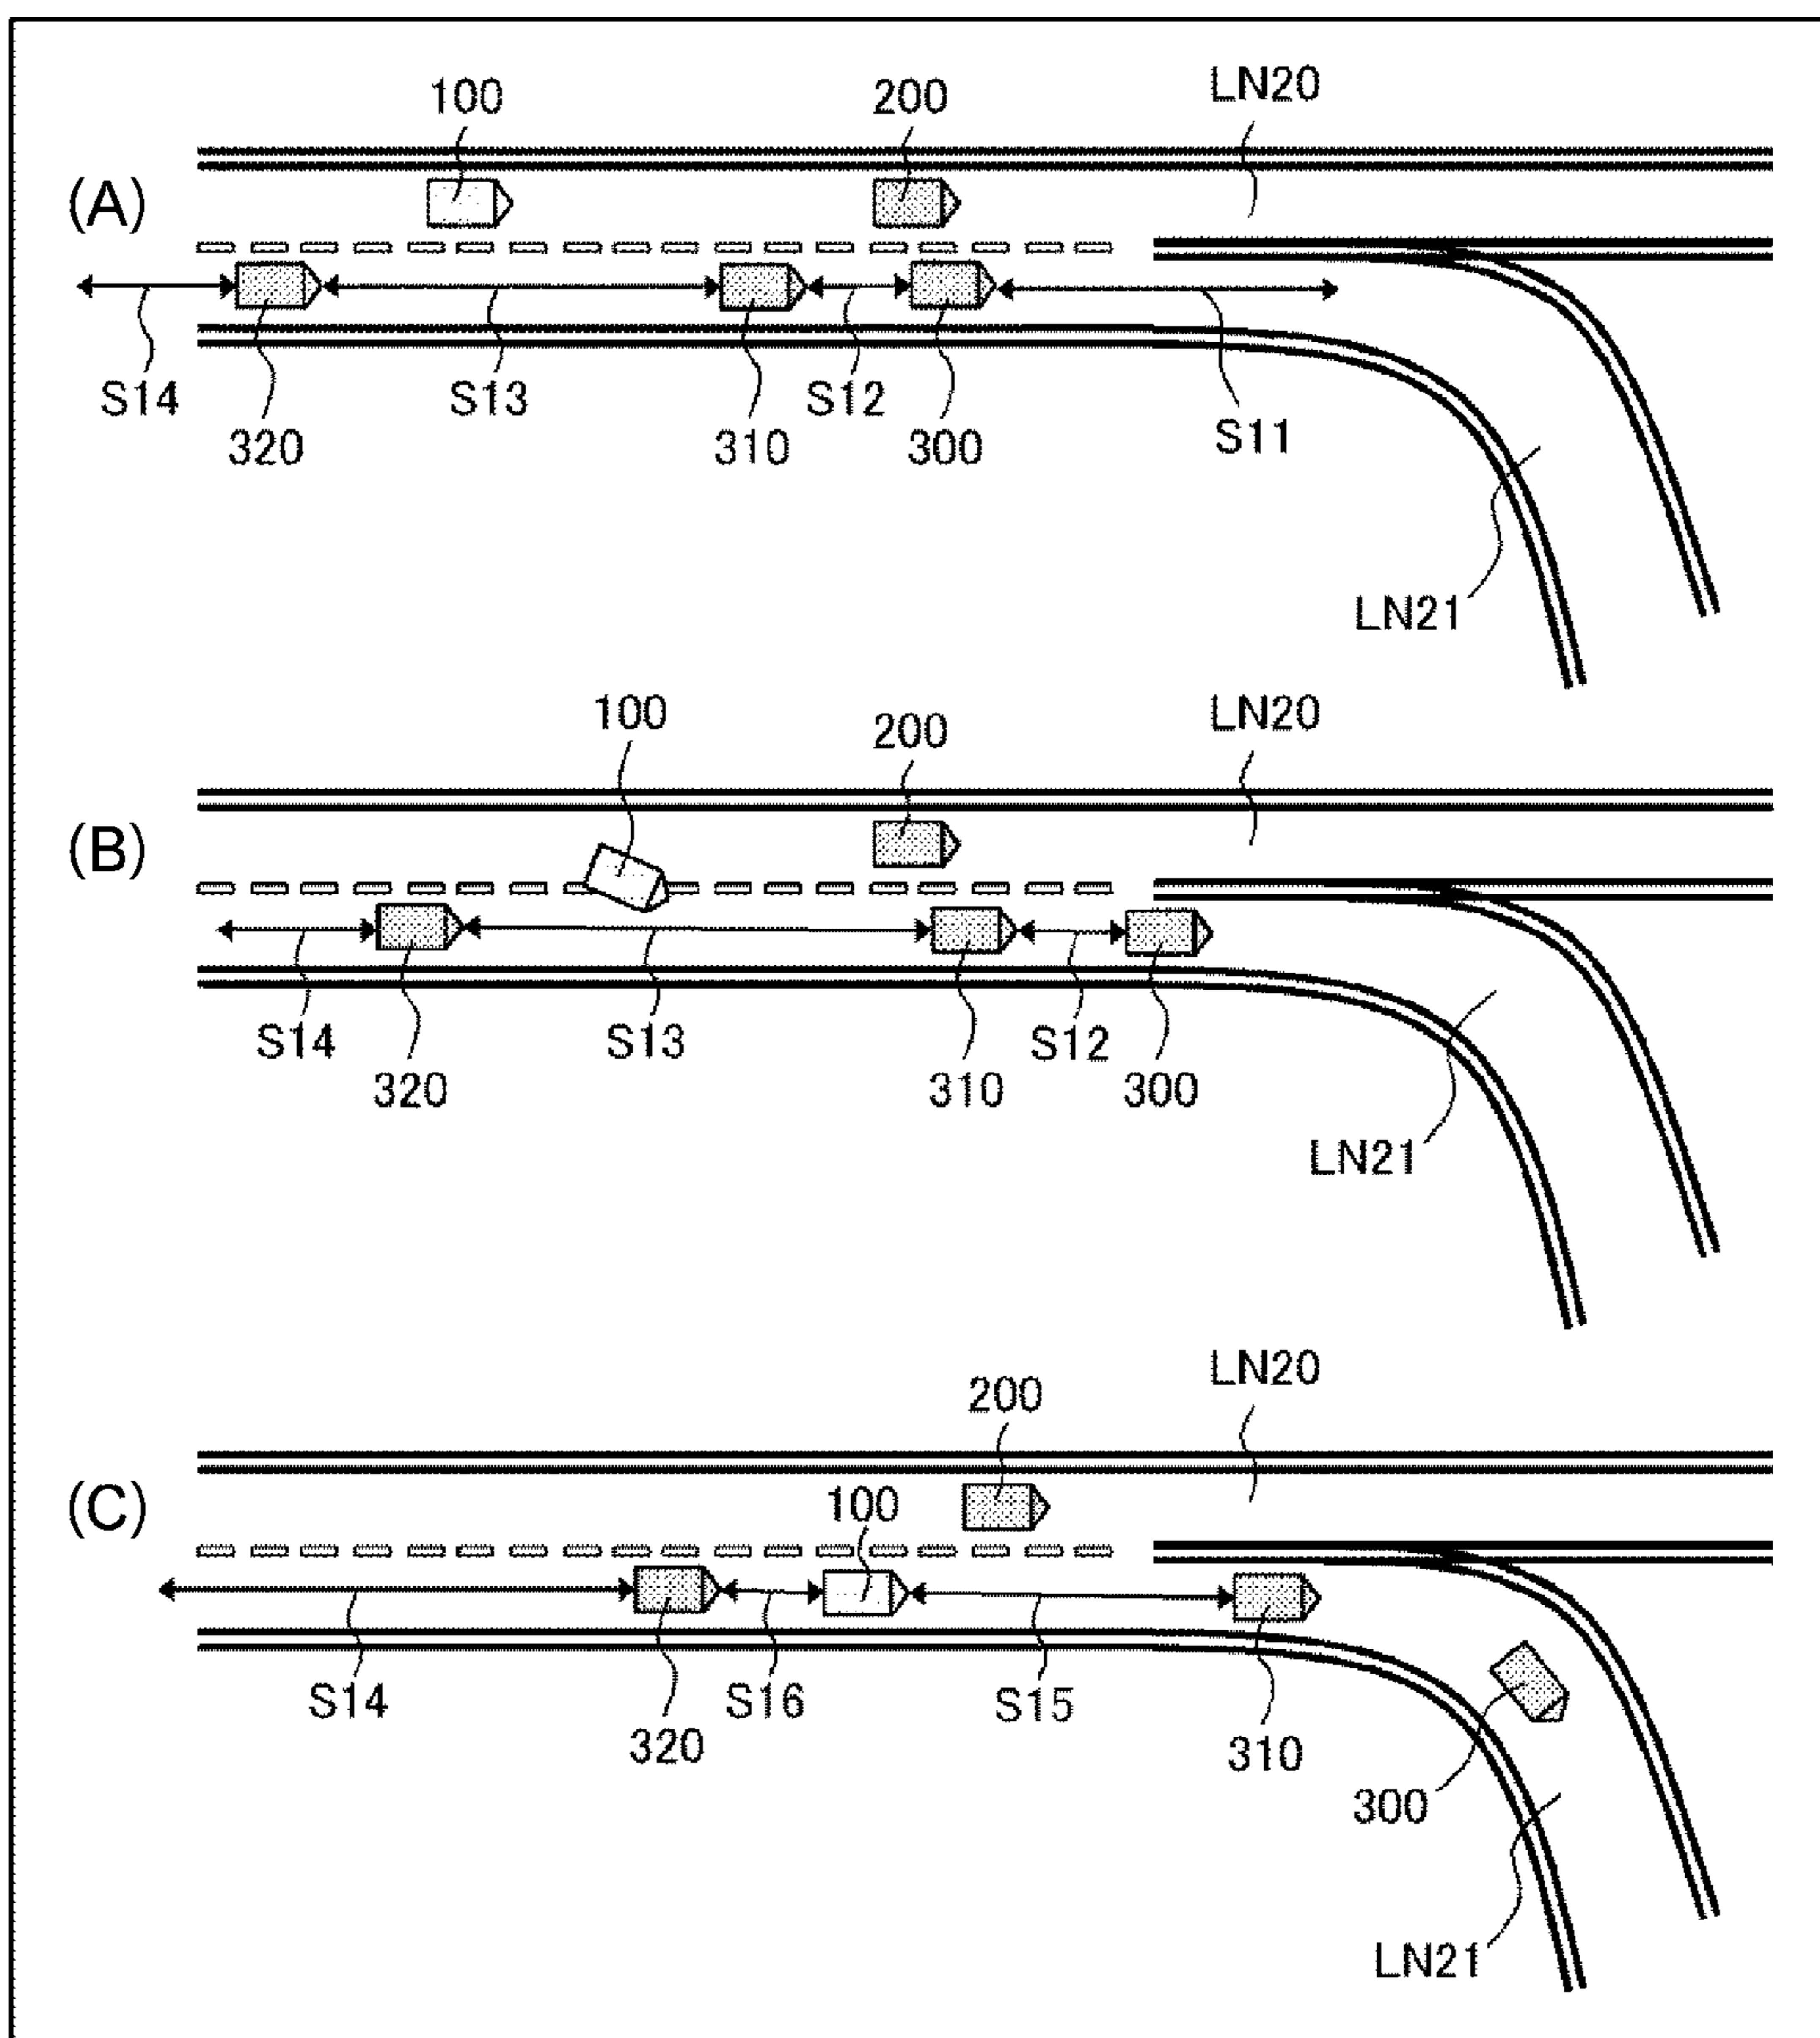 100 200 LN20
(A)
S14 S13 S12 S11
320 310 300
LN21
100 200 LN20
(B)
S14 S13 S12
320 310 300
LN21
200 LN20
(C) 100
S14 S16 S15
320 310 300
LN21